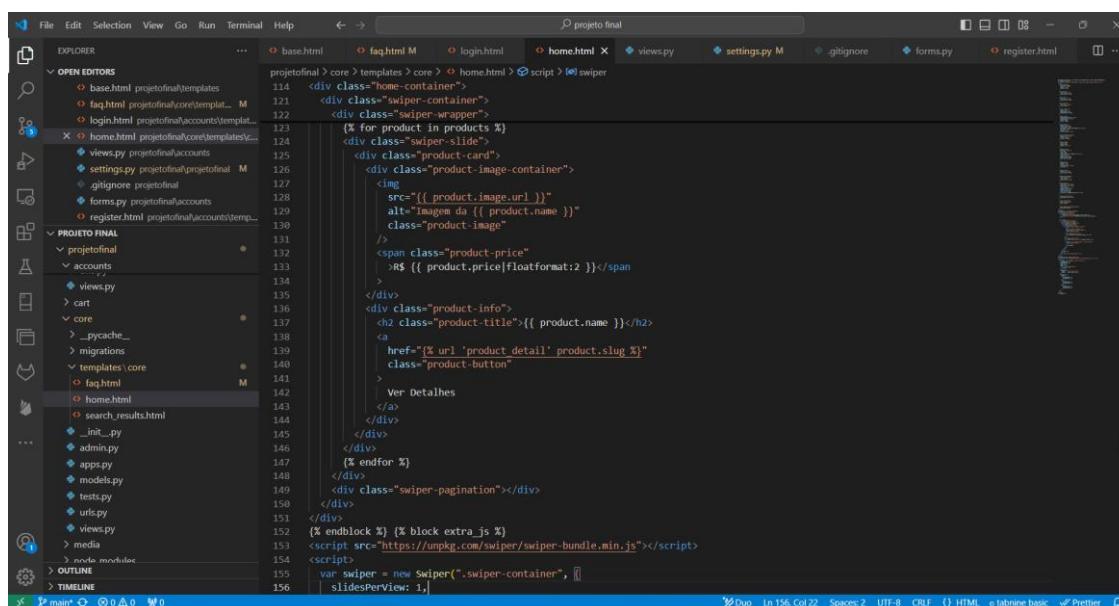 File Edit Selection View Go Run Terminal Help
projeto final
EXPLORER
OPEN EDITORS
base.html projetofinal\templates
faq.html projetofinal\core\templat... M
login.html projetofinal\accounts\templat...
home.html projetofinal\core\templates\c...
views.py projetofinal\accounts
settings.py projetofinal\projetofinal M
.gitignore projetofinal
forms.py projetofinal\accounts
register.html projetofinal\accounts\temp...
PROJETO FINAL
projetofinal
accounts
views.py
cart
core
__pycache__
migrations
templates\core
faq.html M
home.html
search_results.html
__init__.py
admin.py
apps.py
models.py
tests.py
urls.py
views.py
media
node_modules
OUTLINE
TIMELINE
base.html faq.html M login.html home.html views.py settings.py M .gitignore forms.py register.html
projetofinal > core > templates > core > home.html > script > swiper
114 <div class="home-container">
121 <div class="swiper-container">
122 <div class="swiper-wrapper">
123 {% for product in products %}
124 <div class="swiper-slide">
125 <div class="product-card">
126 <div class="product-image-container">
127 <img
128 src="{{ product.image.url }}"
129 alt="Imagem da {{ product.name }}"
130 class="product-image"
131 />
132 <span class="product-price"
133 >R$ {{ product.price|floatformat:2 }}</span
134 >
135 </div>
136 <div class="product-info">
137 <h2 class="product-title">{{ product.name }}</h2>
138 <a
139 href="{% url 'product_detail' product.slug %}"
140 class="product-button"
141 >
142 Ver Detalhes
143 </a>
144 </div>
145 </div>
146 </div>
147 {% endfor %}
148 </div>
149 <div class="swiper-pagination"></div>
150 </div>
151 </div>
152 {% endblock %} {% block extra_js %}
153 <script src="https://unpkg.com/swiper/swiper-bundle.min.js"></script>
154 <script>
155 var swiper = new Swiper(".swiper-container", {
156 slidesPerView: 1,
main* 0 0 0 Duo Ln 156, Col 22 Spaces: 2 UTF-8 CRLF {} HTML tabnine basic Prettier